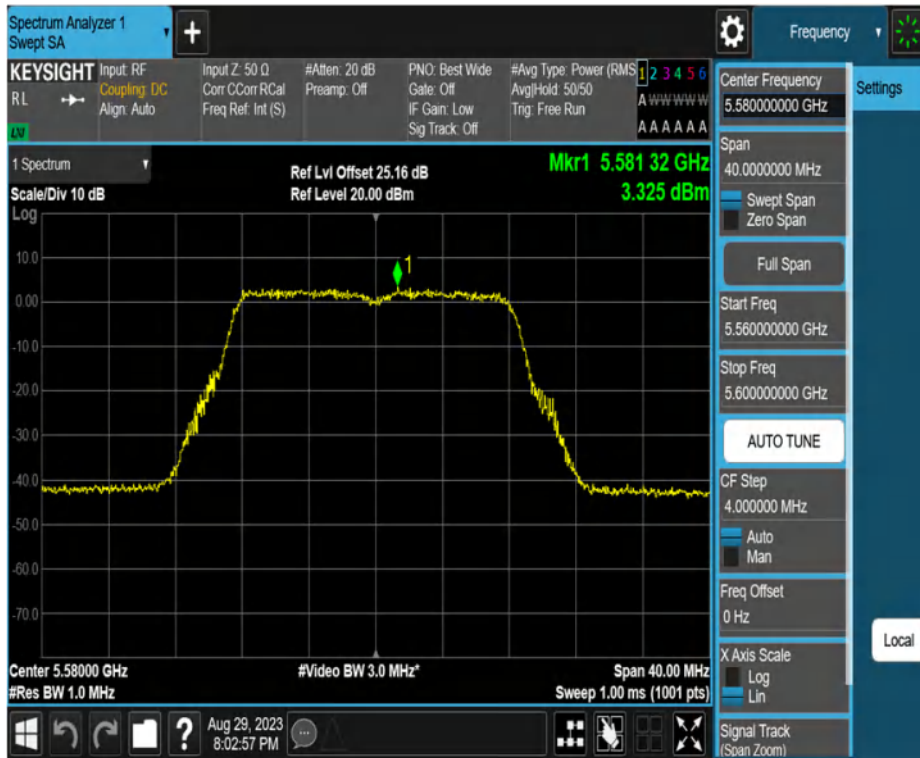 Spectrum Analyzer 1
Swept SA
+
Frequency
KEYSIGHT
RL
LNI
Input: RF
Coupling: DC
Align: Auto
Input Z: 50 Ω
Corr CCorr RCal
Freq Ref: Int (S)
#Atten: 20 dB
Preamp: Off
PNO: Best Wide
Gate: Off
IF Gain: Low
Sig Track: Off
#Avg Type: Power (RMS
Avg|Hold: 50/50
Trig: Free Run
1 2 3 4 5 6
A W W W W W
A A A A A A
Settings
Center Frequency
5.580000000 GHz
Span
40.0000000 MHz
Swept Span
Zero Span
Full Span
Start Freq
5.560000000 GHz
Stop Freq
5.600000000 GHz
AUTO TUNE
CF Step
4.000000 MHz
Auto
Man
Freq Offset
0 Hz
X Axis Scale
Log
Lin
Signal Track
(Span Zoom)
Local
1 Spectrum
Scale/Div 10 dB
Log
Ref Lvl Offset 25.16 dB
Ref Level 20.00 dBm
Mkr1 5.581 32 GHz
3.325 dBm
1
10.0
0.00
-10.0
-20.0
-30.0
-40.0
-50.0
-60.0
-70.0
Center 5.58000 GHz
#Video BW 3.0 MHz*
Span 40.00 MHz
#Res BW 1.0 MHz
Sweep 1.00 ms (1001 pts)
?
Aug 29, 2023
8:02:57 PM